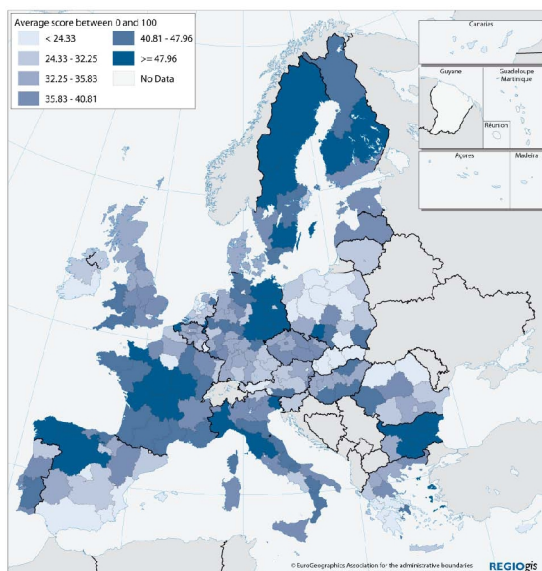 Average score between 0 and 100
< 24.33
24.33 - 32.25
32.25 - 35.83
35.83 - 40.81
40.81 - 47.96
>= 47.96
No Data
Canarias
Guyane
Guadeloupe
Martinique
Réunion
Açores
Madeira
© EuroGeographics Association for the administrative boundaries
REGIOgis